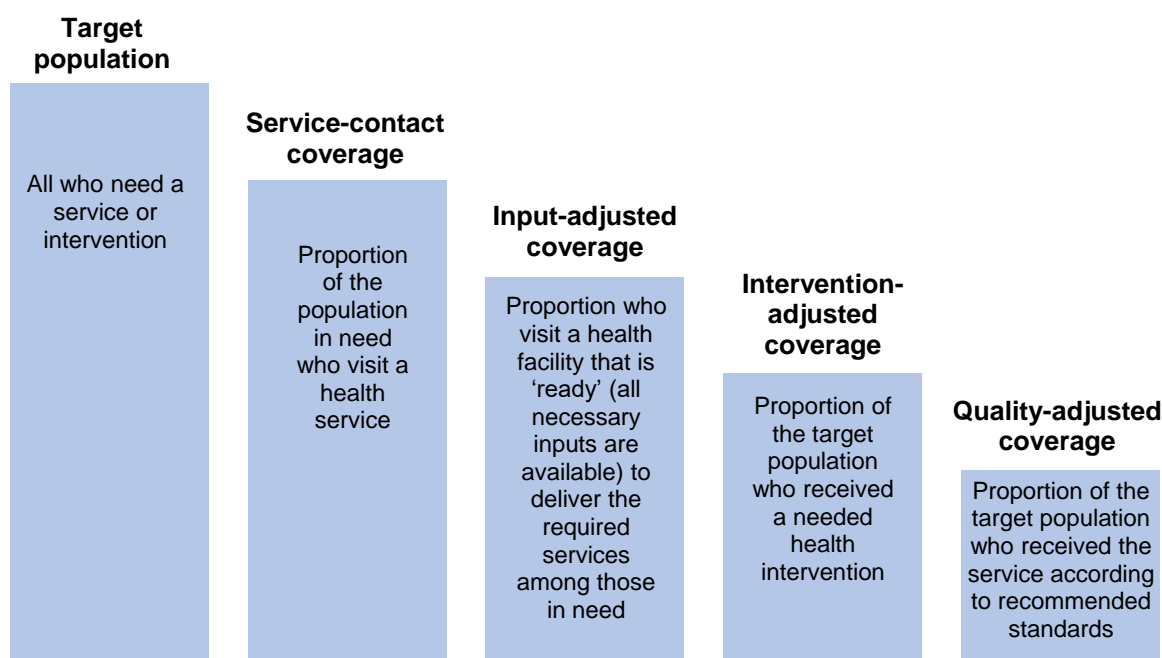 Target
population
All who need a
service or
intervention
Service-contact
coverage
Proportion
of the
population
in need
who visit a
health
service
Input-adjusted
coverage
Proportion who
visit a health
facility that is
‘ready’ (all
necessary
inputs are
available) to
deliver the
required
services
among those
in need
Intervention-
adjusted
coverage
Proportion of
the target
population
who received
a needed
health
intervention
Quality-adjusted
coverage
Proportion of the
target population
who received the
service according
to recommended
standards